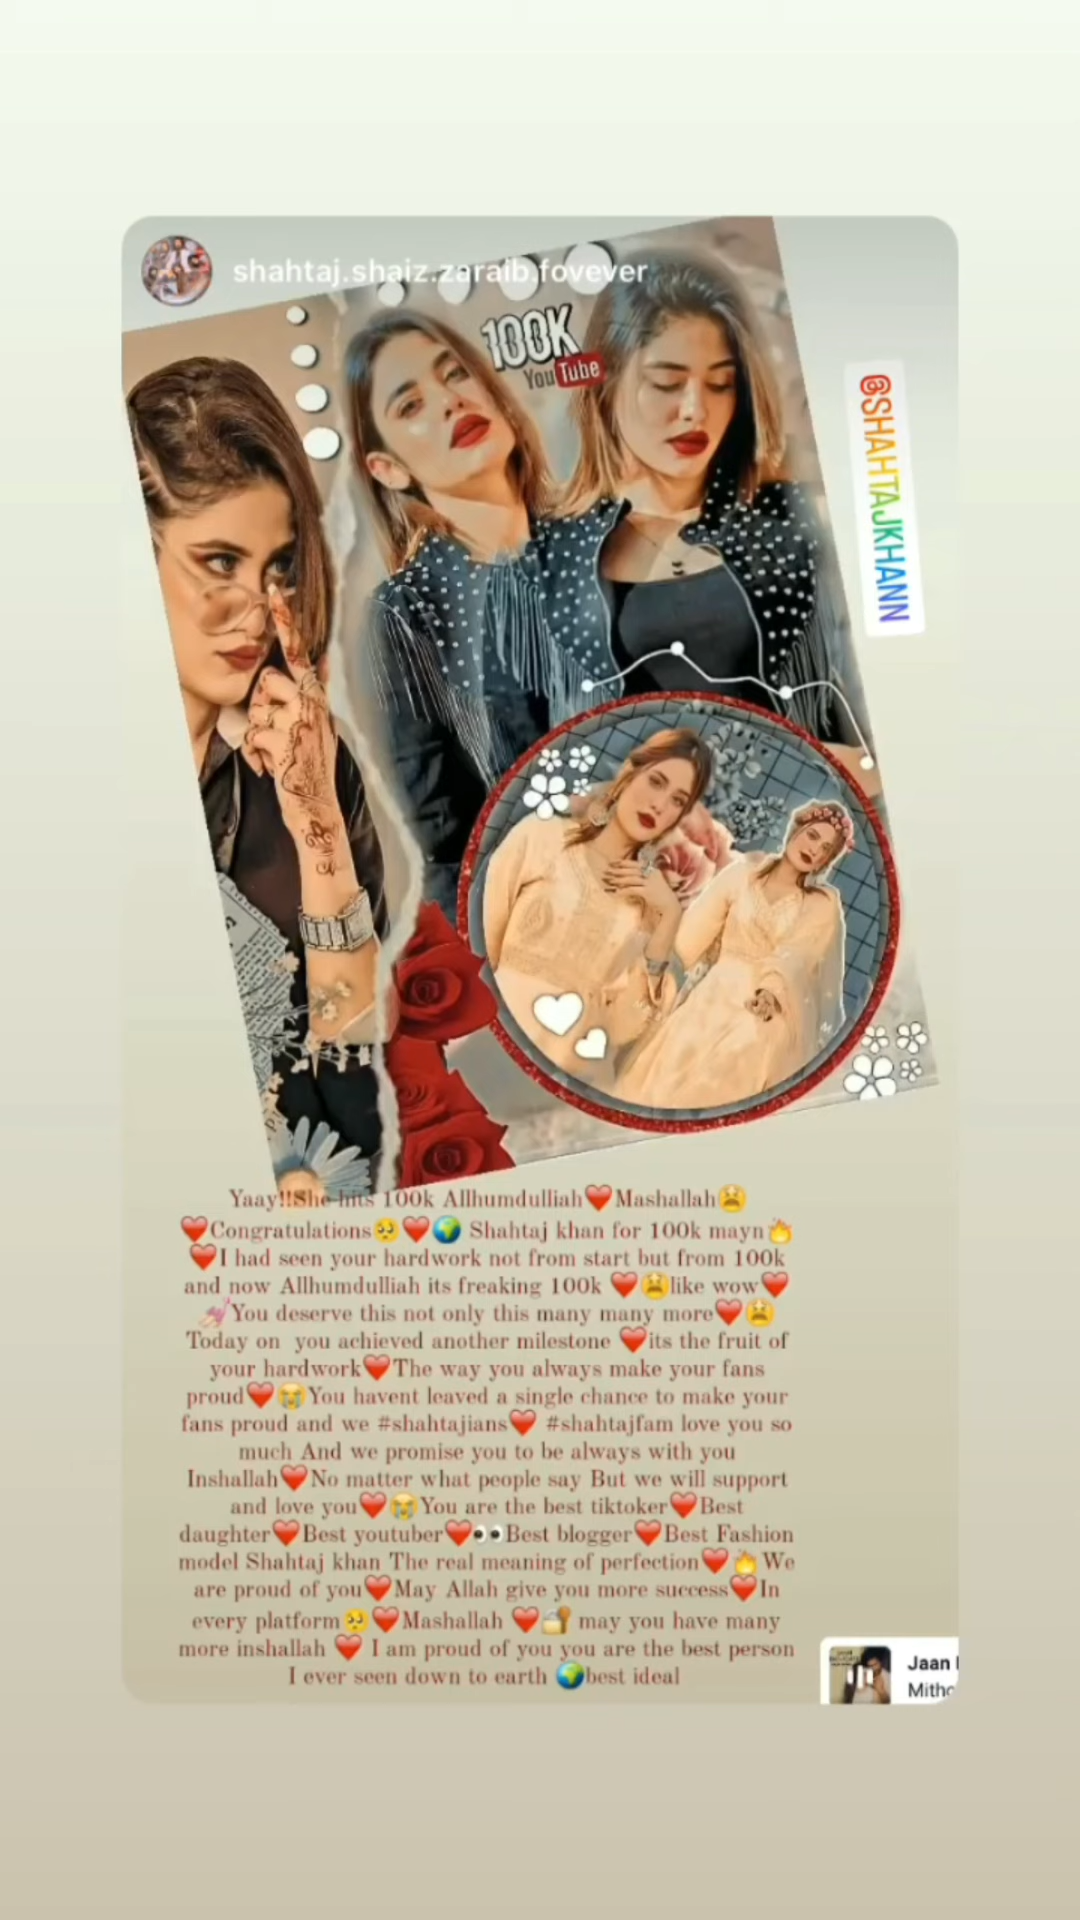 shahtaj.shaiz.zaraib.fovever
100K
YouTube
@SHAHTAJKHANN
Yaay!!She hits 100k Allhumdulliah❤️Mashallah😫
❤️Congratulations🥺❤️🌍 Shahtaj khan for 100k mayn🔥
❤️I had seen your hardwork not from start but from 100k
and now Allhumdulliah its freaking 100k ❤️😫like wow❤️
💅You deserve this not only this many many more❤️😫
Today on  you achieved another milestone ❤️its the fruit of
your hardwork❤️The way you always make your fans
proud❤️😭You havent leaved a single chance to make your
fans proud and we #shahtajians❤️ #shahtajfam love you so
much And we promise you to be always with you
Inshallah❤️No matter what people say But we will support
and love you❤️😭You are the best tiktoker❤️Best
daughter❤️Best youtuber❤️👀Best blogger❤️Best Fashion
model Shahtaj khan The real meaning of perfection❤️🔥 We
are proud of you❤️May Allah give you more success❤️In
every platform🥺❤️Mashallah ❤️🔐 may you have many
more inshallah ❤️ I am proud of you you are the best person
I ever seen down to earth 🌍best ideal
Jaan
Mitho